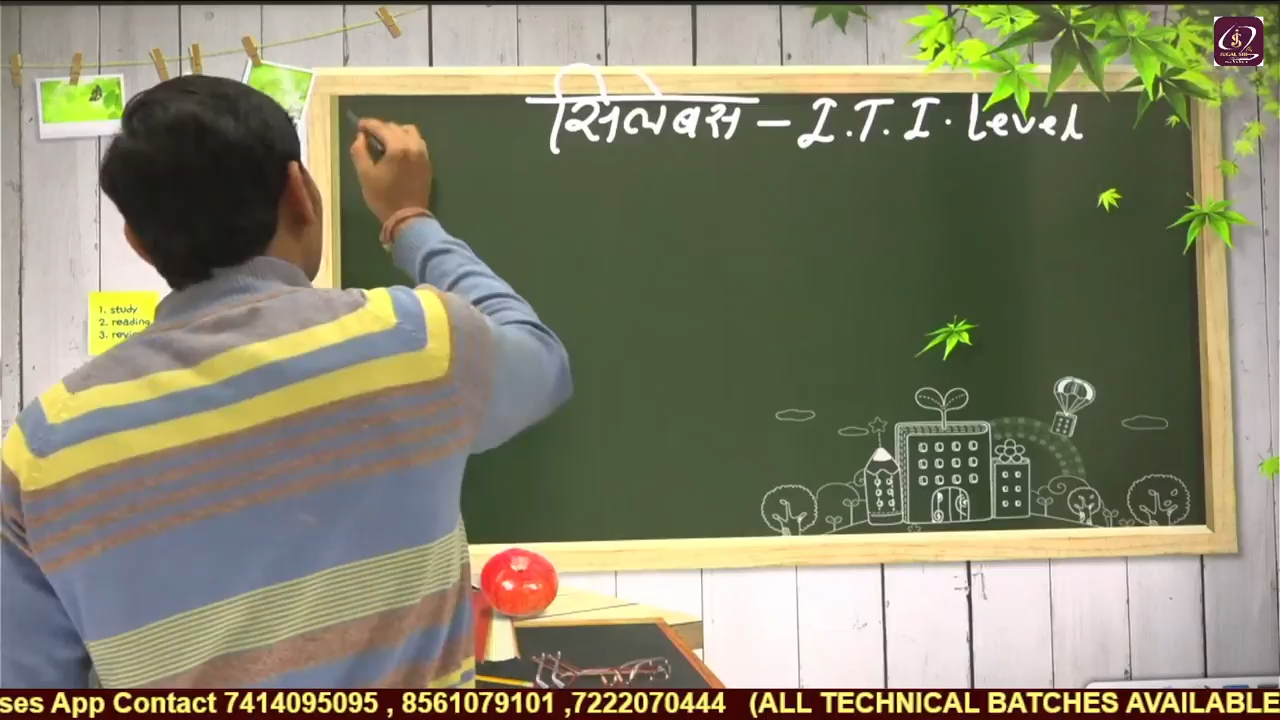 सिलेबस - I.T.I. Level
1. study
2. reading
ses App Contact 7414095095 , 8561079101 ,7222070444 (ALL TECHNICAL BATCHES AVAILABLE